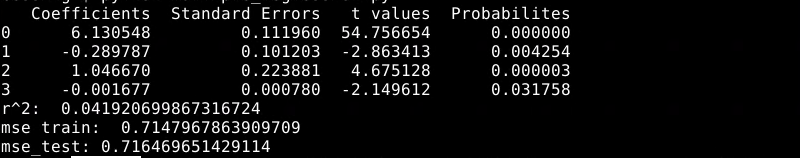 Coefficients Standard Errors t values Probabilites
0 6.130548 0.111960 54.756654 0.000000
1 -0.289787 0.101203 -2.863413 0.004254
2 1.046670 0.223881 4.675128 0.000003
3 -0.001677 0.000780 -2.149612 0.031758
r^2: 0.041920699867316724
mse train: 0.7147967863909709
mse_test: 0.716469651429114